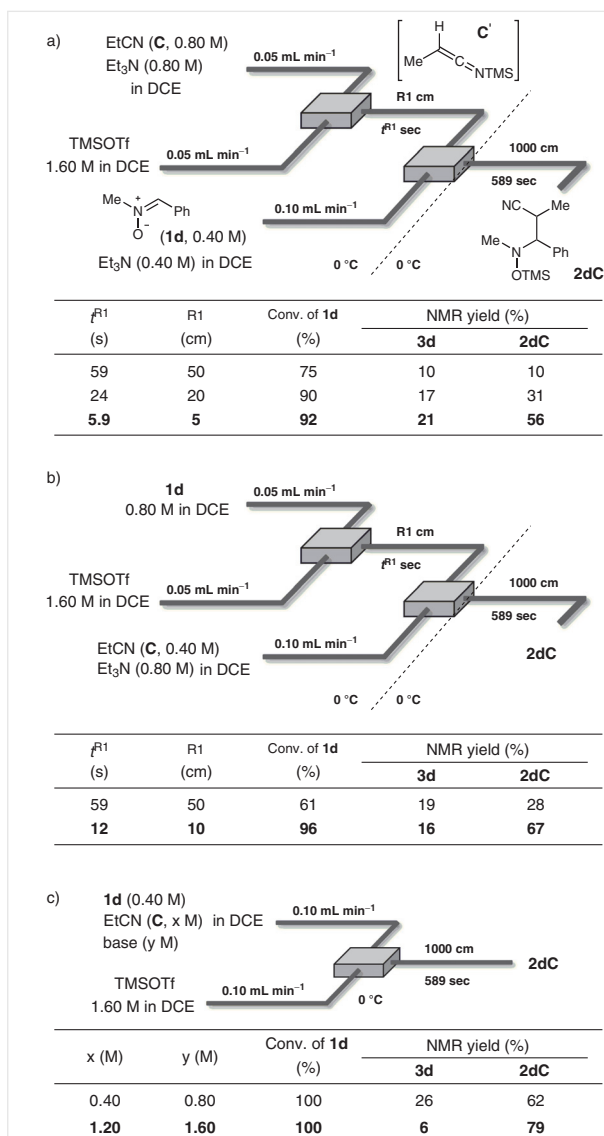 a)
EtCN (C, 0.80 M)
Et₃N (0.80 M)
in DCE
0.05 mL min⁻¹
H
C'
Me
C
NTMS
R1 cm
tᴿ¹ sec
TMSOTf
1.60 M in DCE
0.05 mL min⁻¹
1000 cm
589 sec
Me
N
+
Ph
O
−
(1d, 0.40 M)
Et₃N (0.40 M) in DCE
0.10 mL min⁻¹
0 °C
0 °C
NC
Me
Me
N
Ph
OTMS
2dC
tᴿ¹ R1 Conv. of 1d NMR yield (%)
(s) (cm) (%) 3d 2dC
59 50 75 10 10
24 20 90 17 31
5.9 5 92 21 56
b)
1d
0.80 M in DCE
0.05 mL min⁻¹
R1 cm
tᴿ¹ sec
TMSOTf
1.60 M in DCE
0.05 mL min⁻¹
1000 cm
589 sec
EtCN (C, 0.40 M)
Et₃N (0.80 M) in DCE
0.10 mL min⁻¹
2dC
0 °C
0 °C
tᴿ¹ R1 Conv. of 1d NMR yield (%)
(s) (cm) (%) 3d 2dC
59 50 61 19 28
12 10 96 16 67
c)
1d (0.40 M)
EtCN (C, x M) in DCE
base (y M)
0.10 mL min⁻¹
1000 cm
589 sec
2dC
TMSOTf
1.60 M in DCE
0.10 mL min⁻¹
0 °C
x (M) y (M) Conv. of 1d NMR yield (%)
(%) 3d 2dC
0.40 0.80 100 26 62
1.20 1.60 100 6 79